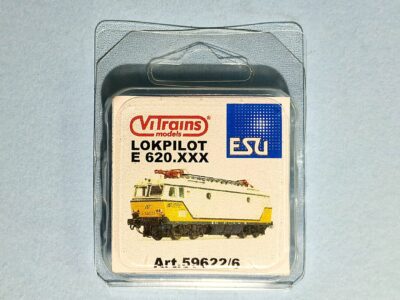 ViTrains®
models
LOKPILOT
E 620.XXX
ESU
Art.59622/6